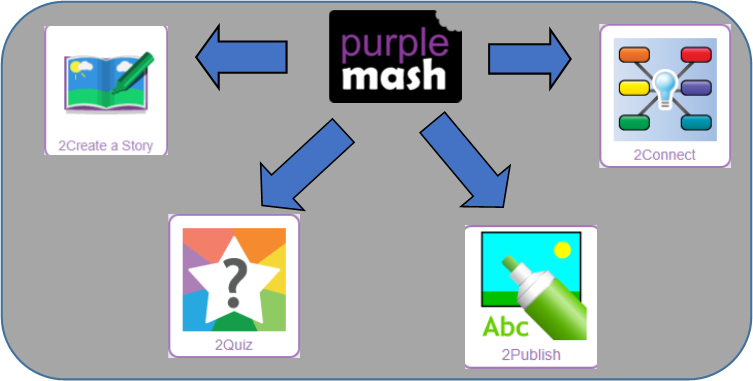 purple
mash
2Create a Story
2Connect
?
2Quiz
Abc
2Publish